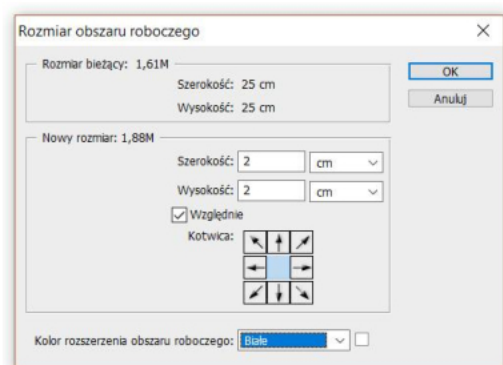 Rozmiar obszaru roboczego
Rozmiar bieżący: 1,61M
OK
Szerokość: 25 cm
Anuluj
Wysokość: 25 cm
Nowy rozmiar: 1,88M
Szerokość: 2 cm
Wysokość: 2 cm
Względnie
Kotwica:
Kolor rozszerzenia obszaru roboczego: Białe